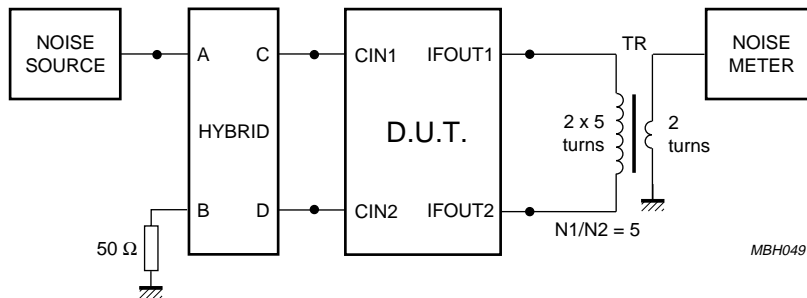 NOISE
SOURCE
A
C
HYBRID
B
D
50 Ω
CIN1
IFOUT1
D.U.T.
CIN2
IFOUT2
TR
2 x 5
turns
2
turns
N1/N2 = 5
NOISE
METER
MBH049